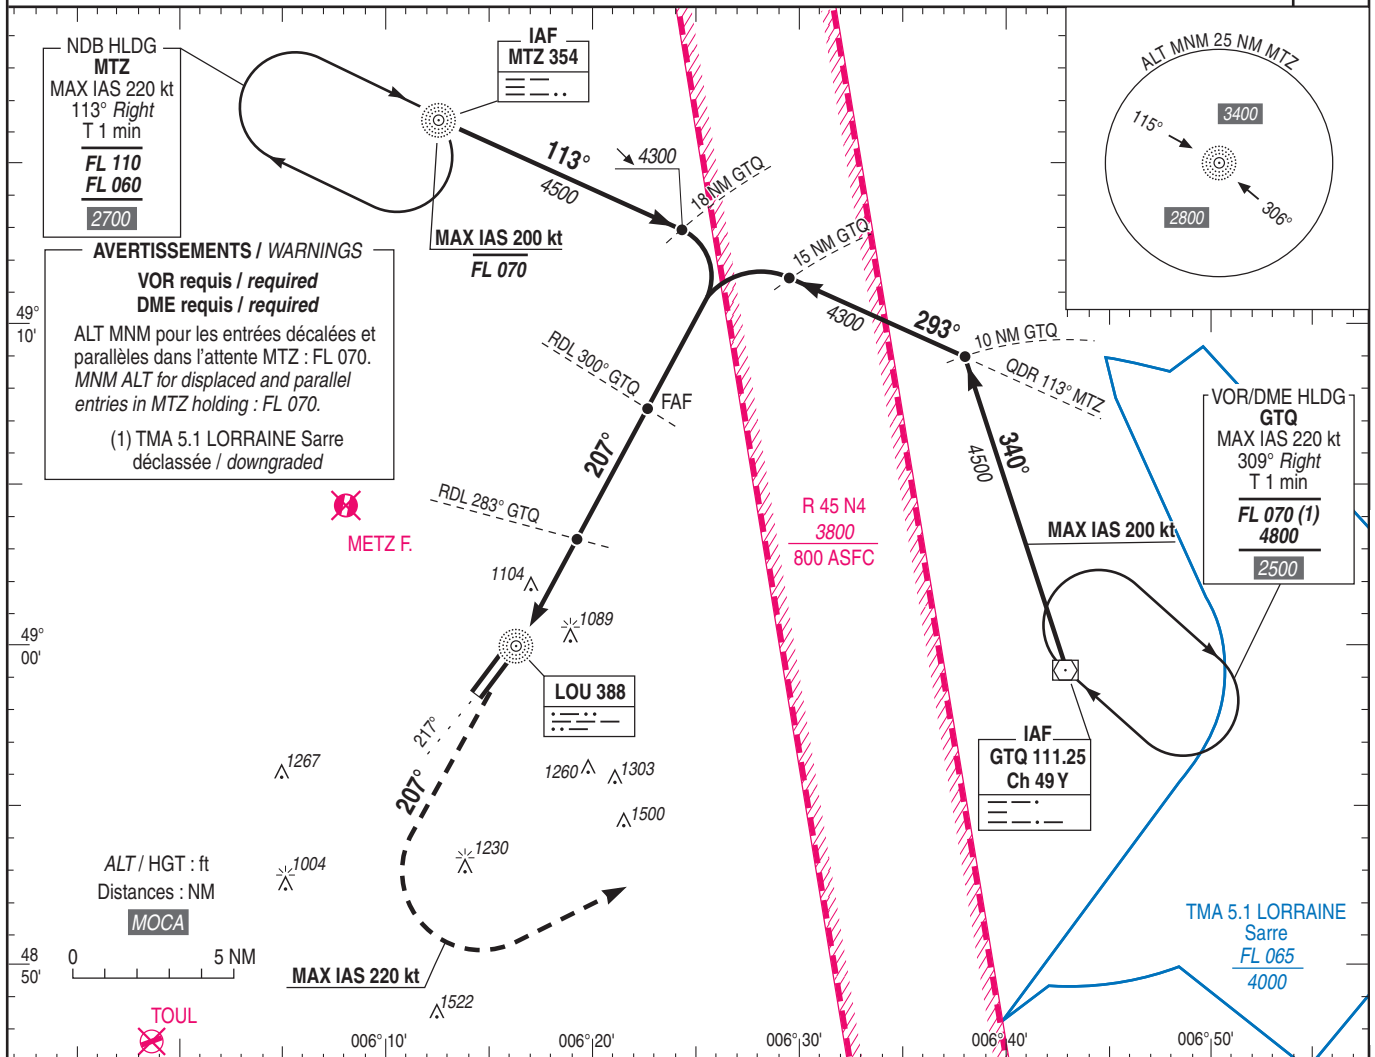 NDB HLDG
MTZ
MAX IAS 220 kt
113° Right
T 1 min
FL 110
FL 060
2700
IAF
MTZ 354
MAX IAS 200 kt
FL 070
113°
4500
4300
18 NM GTQ
15 NM GTQ
4300
293°
10 NM GTQ
QDR 113° MTZ
ALT MNM 25 NM MTZ
115°
3400
2800
306°
AVERTISSEMENTS / WARNINGS
VOR requis / required
DME requis / required
ALT MNM pour les entrées décalées et
parallèles dans l'attente MTZ : FL 070.
MNM ALT for displaced and parallel
entries in MTZ holding : FL 070.
(1) TMA 5.1 LORRAINE Sarre
déclassée / downgraded
49°
10'
RDL 300° GTQ
FAF
207°
RDL 283° GTQ
METZ F.
R 45 N4
3800
800 ASFC
340°
4500
MAX IAS 200 kt
VOR/DME HLDG
GTQ
MAX IAS 220 kt
309° Right
T 1 min
FL 070 (1)
4800
2500
1104
1089
49°
00'
LOU 388
217°
207°
IAF
GTQ 111.25
Ch 49 Y
1267
1260
1303
1500
1230
1004
ALT / HGT : ft
Distances : NM
MOCA
0
5 NM
MAX IAS 220 kt
1522
TMA 5.1 LORRAINE
Sarre
FL 065
4000
48
50'
TOUL
006° 10'
006° 20'
006° 30'
006° 40'
006° 50'